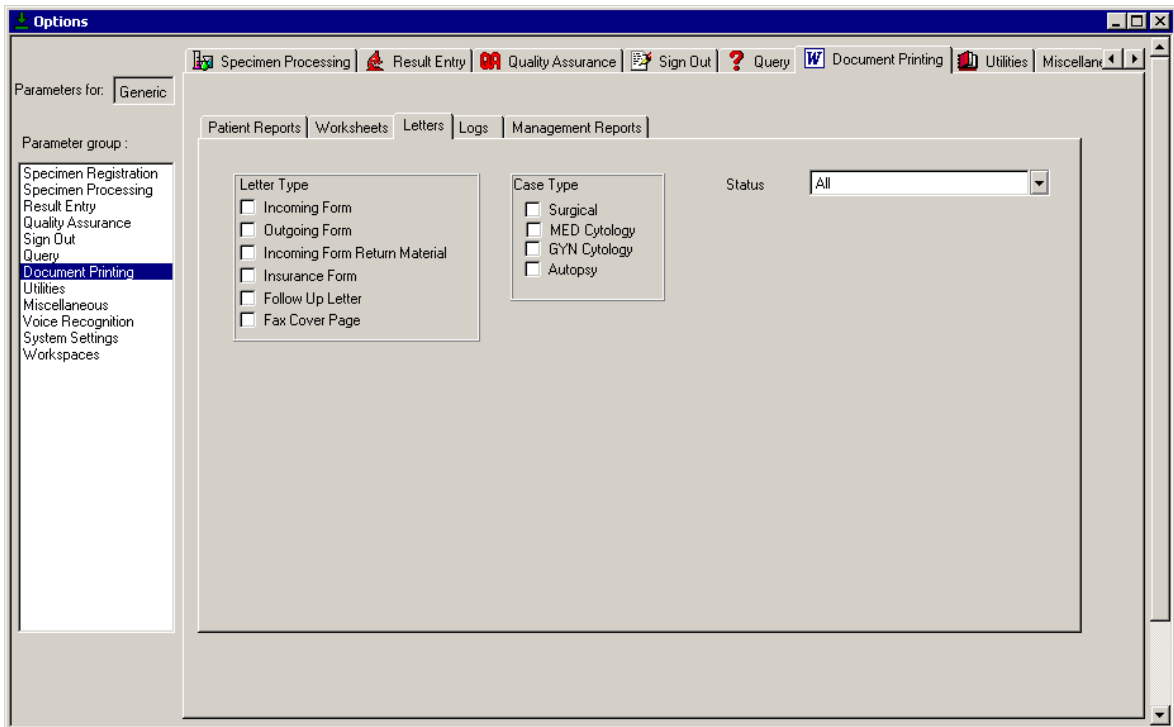 Options
Specimen Processing Result Entry QA Quality Assurance Sign Out ? Query W Document Printing Utilities Miscellane
Parameters for: Generic
Patient Reports Worksheets Letters Logs Management Reports
Parameter group :
Specimen Registration
Specimen Processing
Result Entry
Quality Assurance
Sign Out
Query
Document Printing
Utilities
Miscellaneous
Voice Recognition
System Settings
Workspaces
Letter Type
Incoming Form
Outgoing Form
Incoming Form Return Material
Insurance Form
Follow Up Letter
Fax Cover Page
Case Type
Surgical
MED Cytology
GYN Cytology
Autopsy
Status All